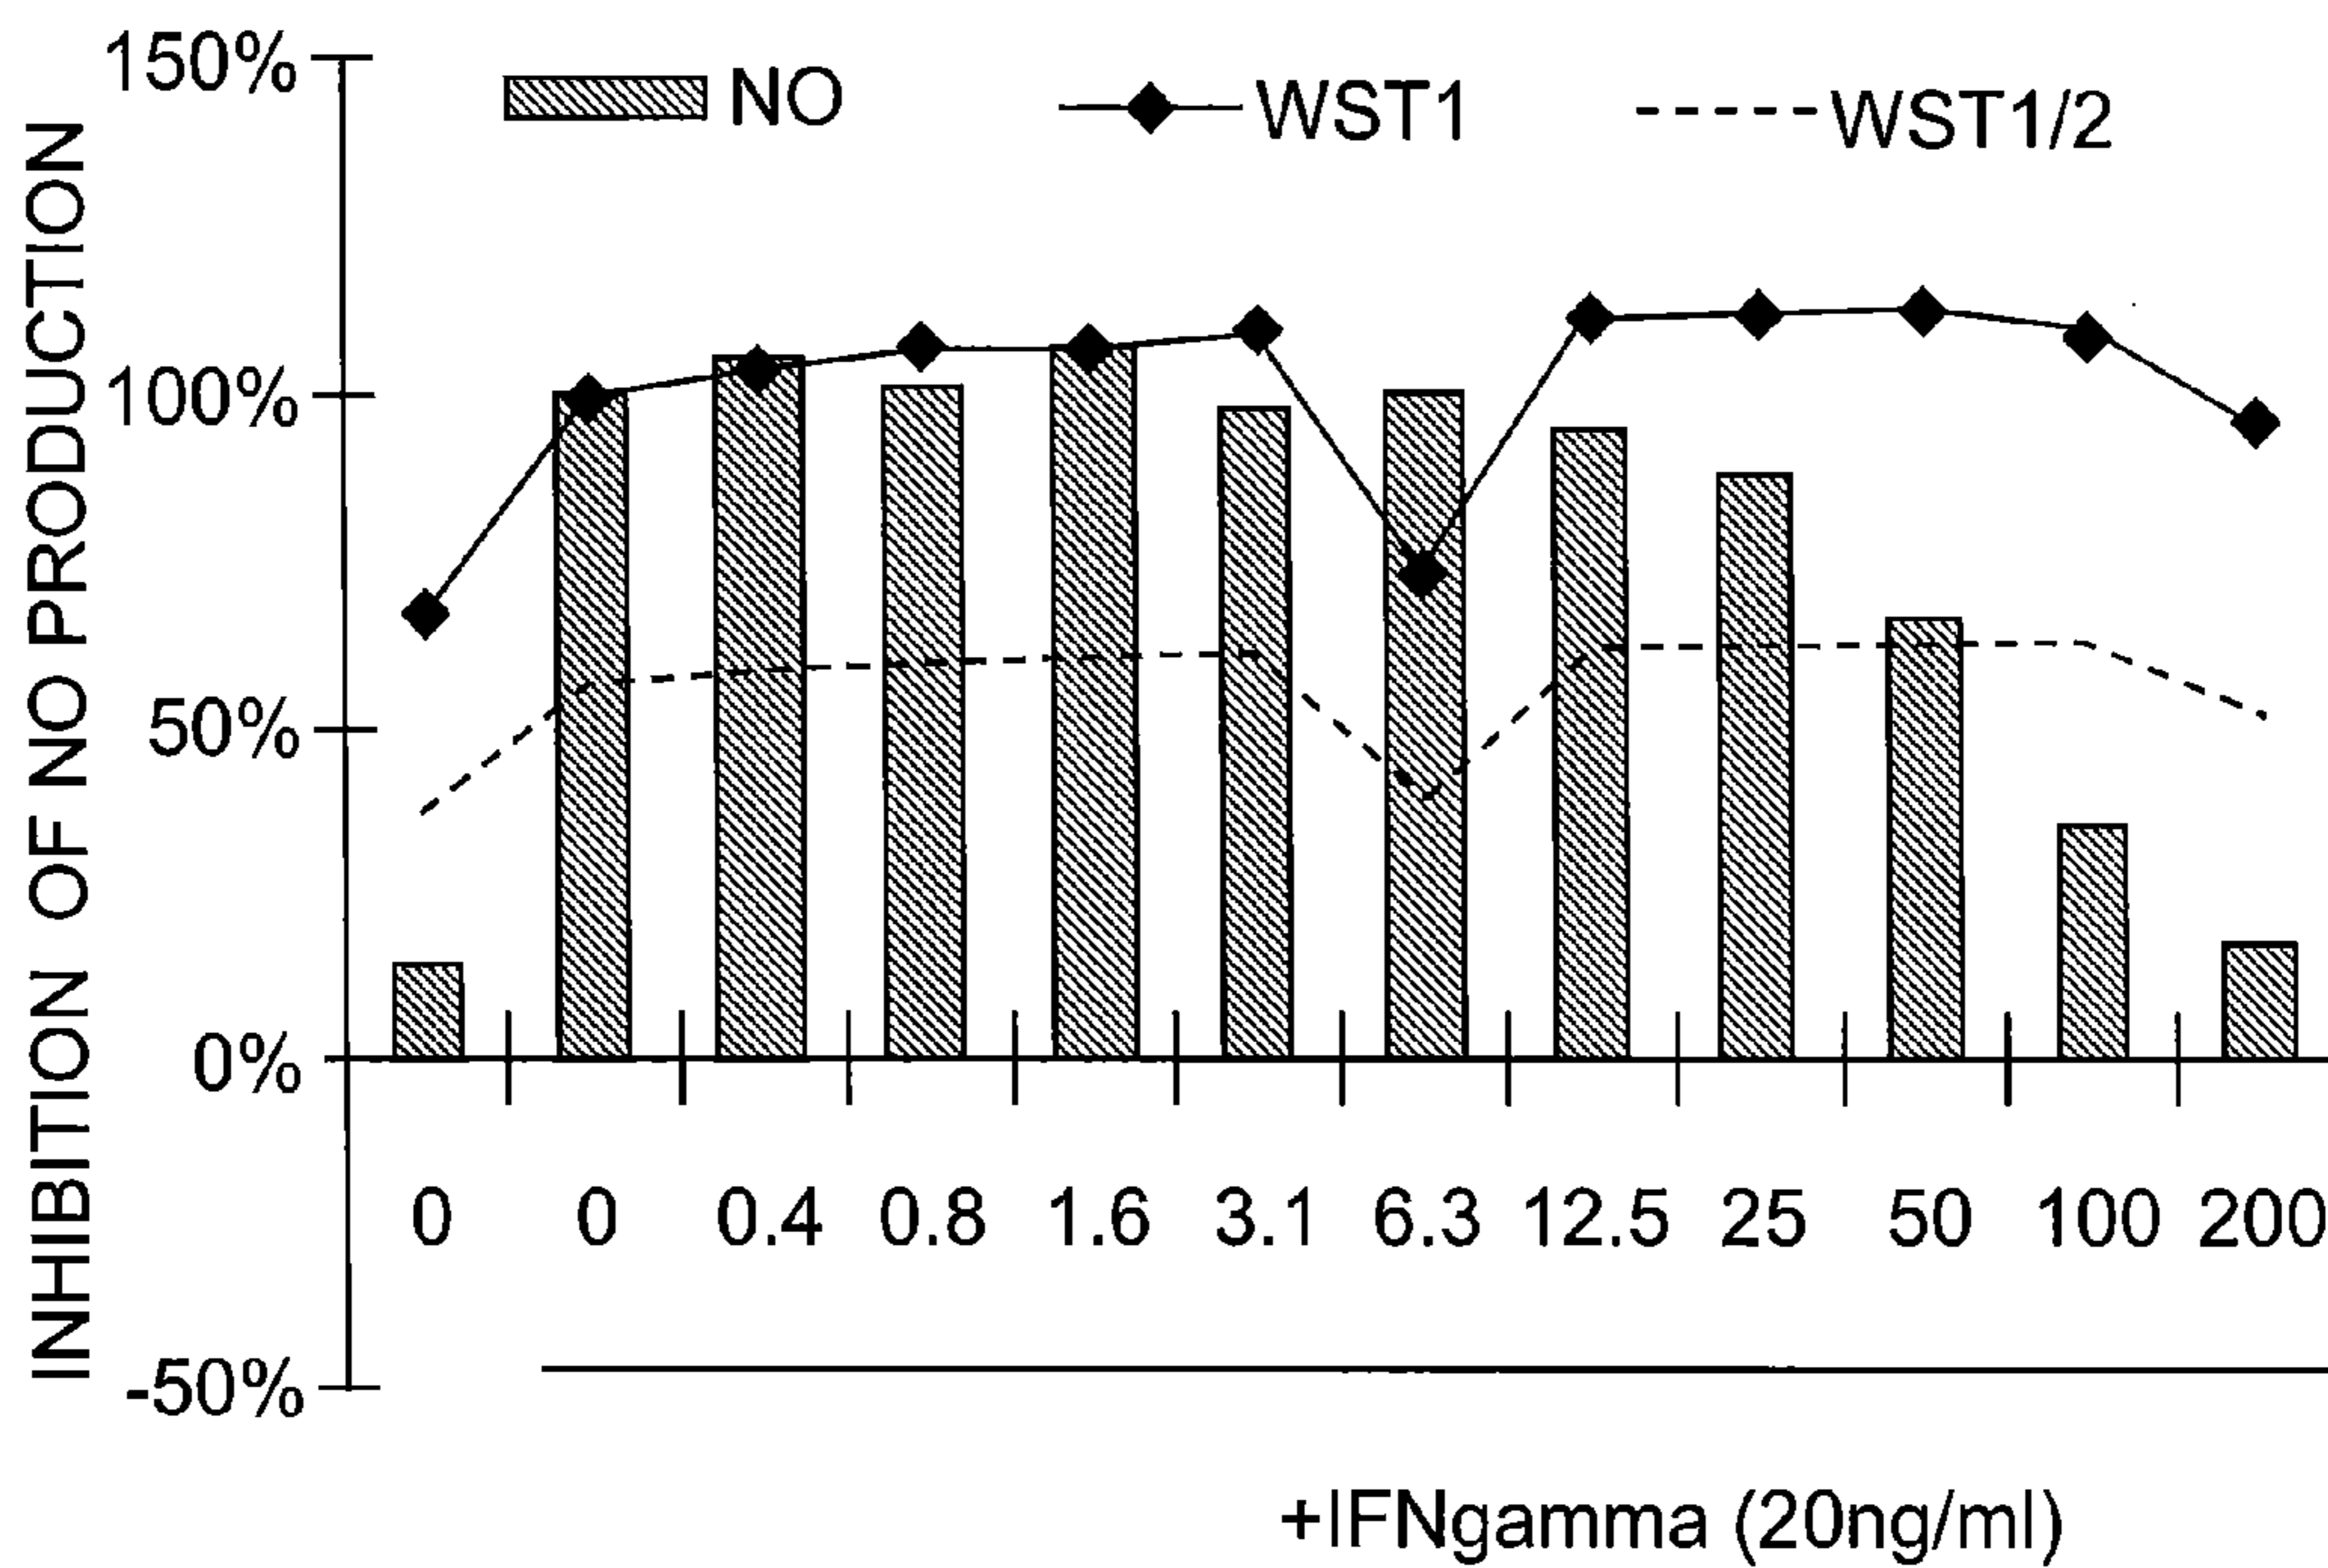 150%
NO
WST1
WST1/2
INHIBITION OF NO PRODUCTION
100%
50%
0%
0 0 0.4 0.8 1.6 3.1 6.3 12.5 25 50 100 200
-50%
+IFNgamma (20ng/ml)